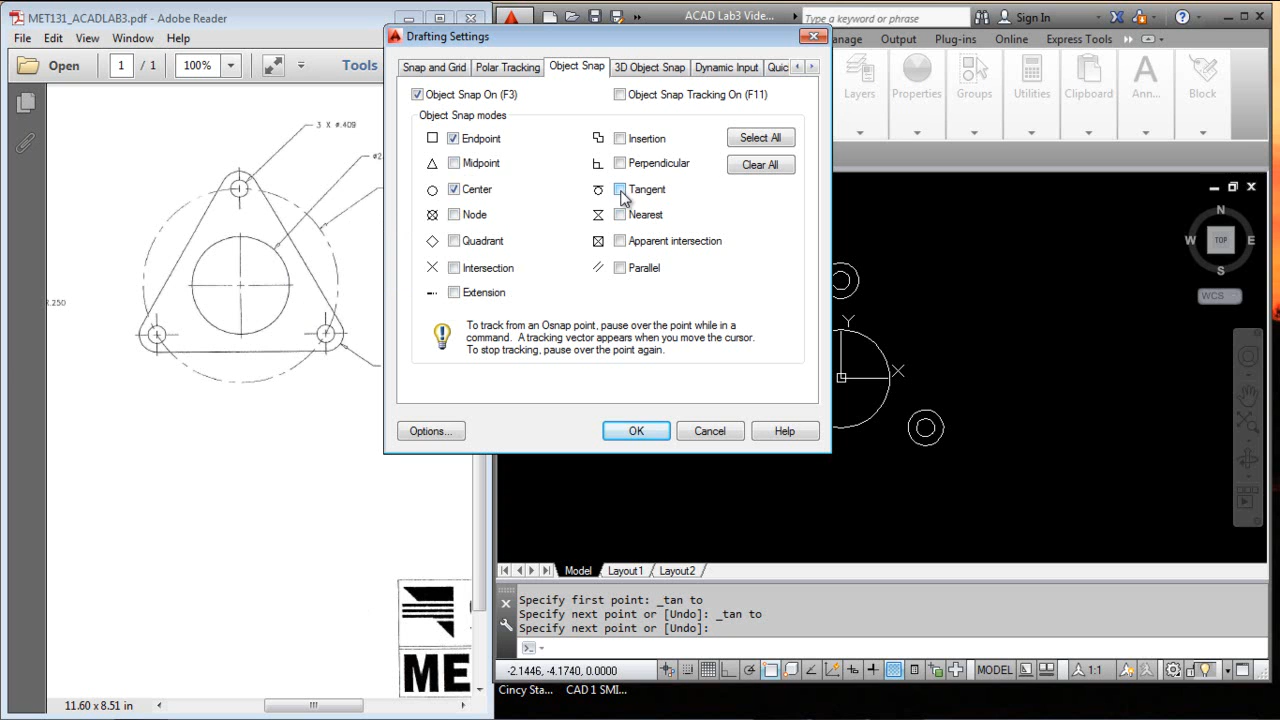 MET131_ACADLAB3.pdf - Adobe Reader
File Edit View Window Help
Open 1 / 1 100% Tools
3 X ø.409
ø2
.250
ME
11.60 x 8.51 in
ACAD Lab3 Vide...
Type a keyword or phrase
Sign In
nage Output Plug-ins Online Express Tools
Layers Properties Groups Utilities Clipboard Ann... Block
Drafting Settings
Snap and Grid Polar Tracking Object Snap 3D Object Snap Dynamic Input Quic
Object Snap On (F3) Object Snap Tracking On (F11)
Object Snap modes
Endpoint Insertion Select All
Midpoint Perpendicular Clear All
Center Tangent
Node Nearest
Quadrant Apparent intersection
Intersection Parallel
Extension
To track from an Osnap point, pause over the point while in a
command. A tracking vector appears when you move the cursor.
To stop tracking, pause over the point again.
Options... OK Cancel Help
N
W TOP E
S
WCS
Y
X
Model Layout1 Layout2
Specify first point: _tan to
Specify next point or [Undo]: _tan to
Specify next point or [Undo]:
-2.1446, -4.1740, 0.0000 MODEL 1:1
Cincy Sta... CAD 1 SMI...